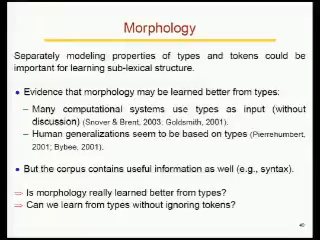 Morphology
Separately modeling properties of types and tokens could be
important for learning sub-lexical structure.
• Evidence that morphology may be learned better from types:
– Many computational systems use types as input (without
discussion) (Snover & Brent, 2003; Goldsmith, 2001).
– Human generalizations seem to be based on types (Pierrehumbert,
2001; Bybee, 2001).
• But the corpus contains useful information as well (e.g., syntax).
⇒ Is morphology really learned better from types?
⇒ Can we learn from types without ignoring tokens?